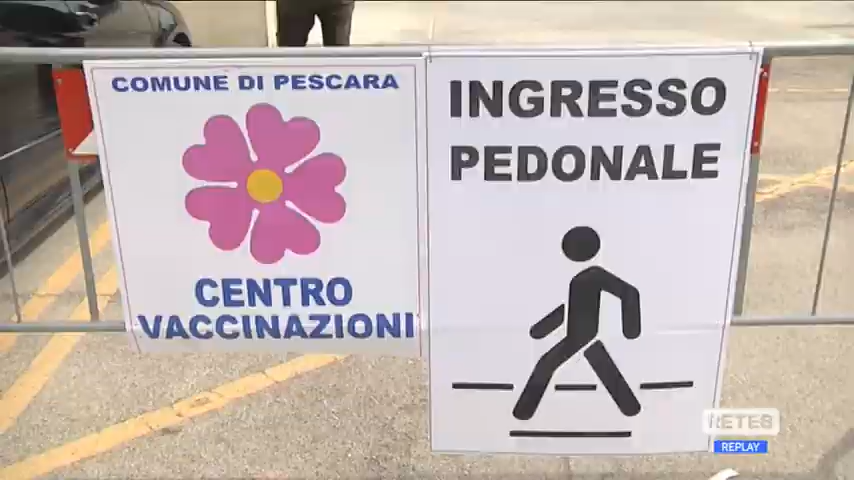 COMUNE DI PESCARA
CENTRO
VACCINAZIONI
INGRESSO
PEDONALE
RETE8
REPLAY